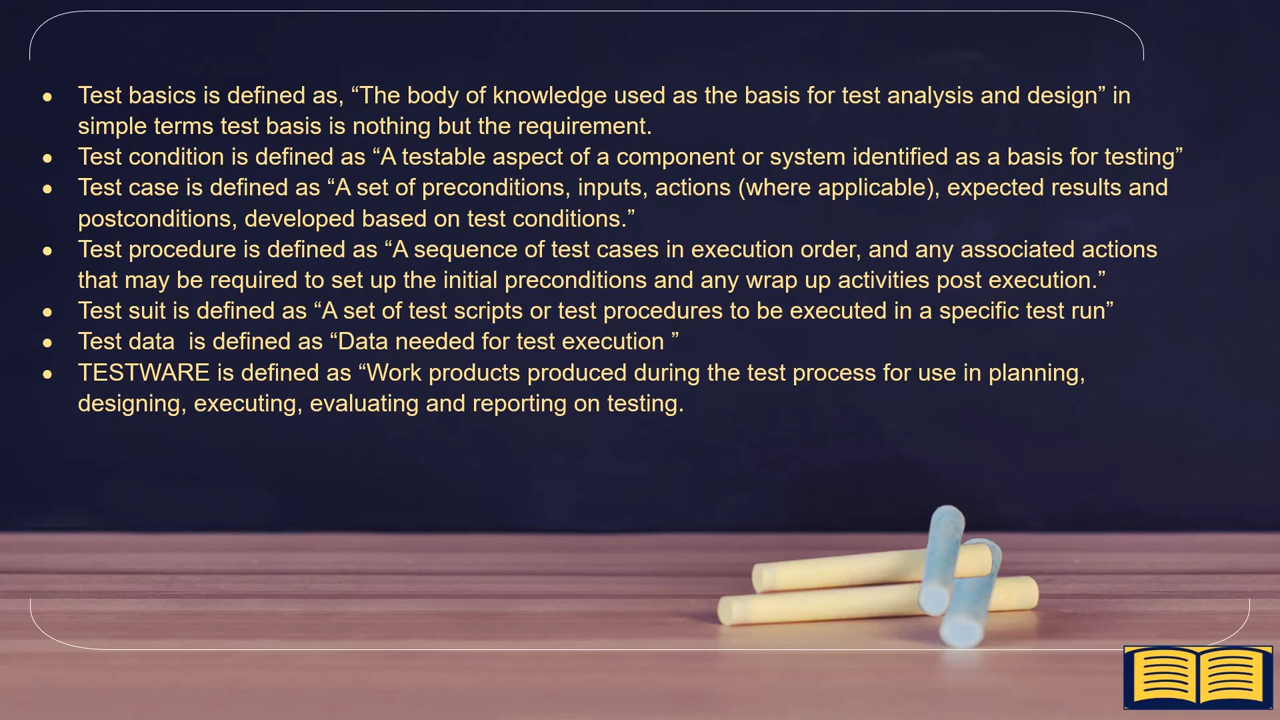 Test basics is defined as, “The body of knowledge used as the basis for test analysis and design” in
simple terms test basis is nothing but the requirement.
Test condition is defined as “A testable aspect of a component or system identified as a basis for testing”
Test case is defined as “A set of preconditions, inputs, actions (where applicable), expected results and
postconditions, developed based on test conditions.”
Test procedure is defined as “A sequence of test cases in execution order, and any associated actions
that may be required to set up the initial preconditions and any wrap up activities post execution.”
Test suit is defined as “A set of test scripts or test procedures to be executed in a specific test run”
Test data  is defined as “Data needed for test execution ”
TESTWARE is defined as “Work products produced during the test process for use in planning,
designing, executing, evaluating and reporting on testing.